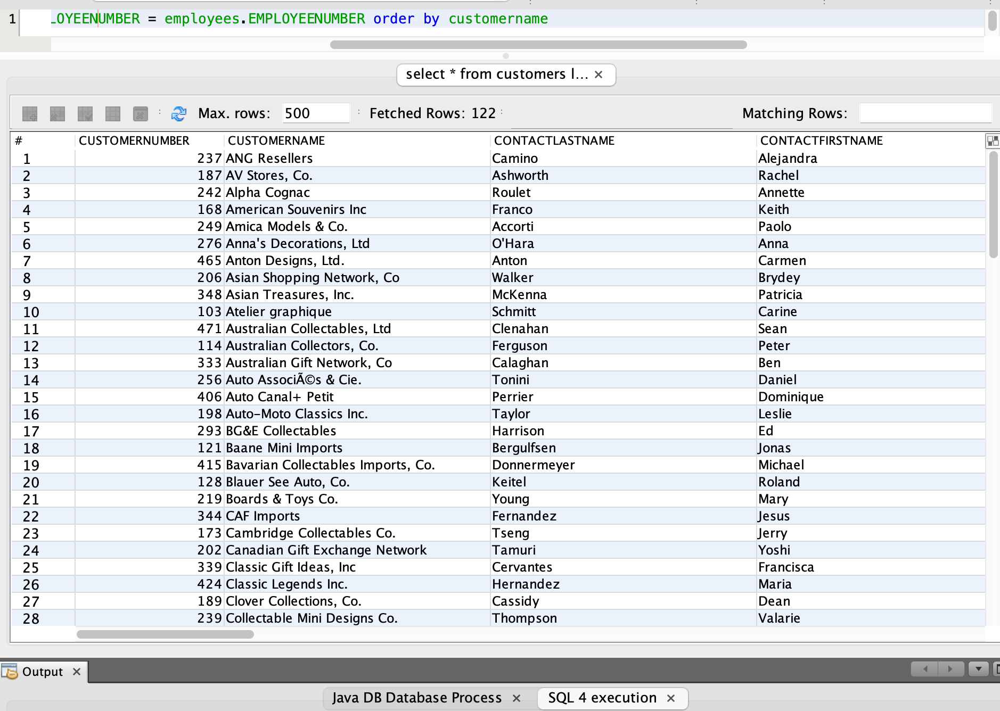 1 LOYEENUMBER = employees.EMPLOYEENUMBER order by customername
select * from customers l...
Max. rows: 500 Fetched Rows: 122 Matching Rows:
# CUSTOMERNUMBER CUSTOMERNAME CONTACTLASTNAME CONTACTFIRSTNAME
1 237 ANG Resellers Camino Alejandra
2 187 AV Stores, Co. Ashworth Rachel
3 242 Alpha Cognac Roulet Annette
4 168 American Souvenirs Inc Franco Keith
5 249 Amica Models & Co. Accorti Paolo
6 276 Anna's Decorations, Ltd O'Hara Anna
7 465 Anton Designs, Ltd. Anton Carmen
8 206 Asian Shopping Network, Co Walker Brydey
9 348 Asian Treasures, Inc. McKenna Patricia
10 103 Atelier graphique Schmitt Carine
11 471 Australian Collectables, Ltd Clenahan Sean
12 114 Australian Collectors, Co. Ferguson Peter
13 333 Australian Gift Network, Co Calaghan Ben
14 256 Auto AssociÃ©s & Cie. Tonini Daniel
15 406 Auto Canal+ Petit Perrier Dominique
16 198 Auto-Moto Classics Inc. Taylor Leslie
17 293 BG&E Collectables Harrison Ed
18 121 Baane Mini Imports Bergulfsen Jonas
19 415 Bavarian Collectables Imports, Co. Donnermeyer Michael
20 128 Blauer See Auto, Co. Keitel Roland
21 219 Boards & Toys Co. Young Mary
22 344 CAF Imports Fernandez Jesus
23 173 Cambridge Collectables Co. Tseng Jerry
24 202 Canadian Gift Exchange Network Tamuri Yoshi
25 339 Classic Gift Ideas, Inc Cervantes Francisca
26 424 Classic Legends Inc. Hernandez Maria
27 189 Clover Collections, Co. Cassidy Dean
28 239 Collectable Mini Designs Co. Thompson Valarie
Output
Java DB Database Process SQL 4 execution